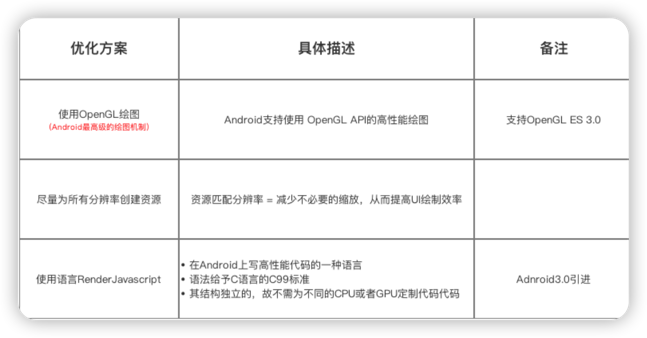 优化方案
具体描述
备注
使用OpenGL绘图
(Android最高级的绘图机制)
Android支持使用 OpenGL API的高性能绘图
支持OpenGL ES 3.0
尽量为所有分辨率创建资源
资源匹配分辨率 = 减少不必要的缩放，从而提高UI绘制效率
使用语言RenderJavascript
• 在Android上写高性能代码的一种语言
• 语法给予C语言的C99标准
• 其结构独立的，故不需为不同的CPU或者GPU定制代码代码
Adnroid3.0引进